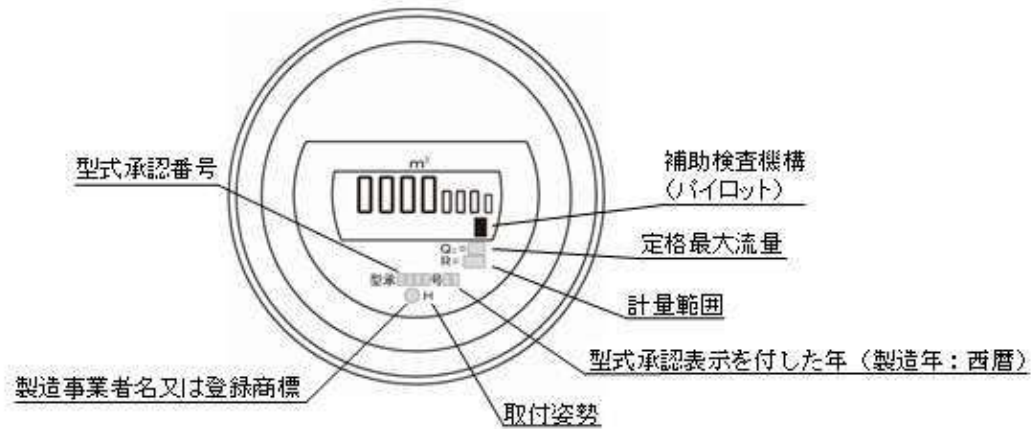 m³
0000 0000
型式承認番号
補助検査機構
(パイロット)
定格最大流量
Q₃=
R=
計量範囲
型承 号
H
型式承認表示を付した年（製造年：西暦）
製造事業者名又は登録商標
取付姿勢